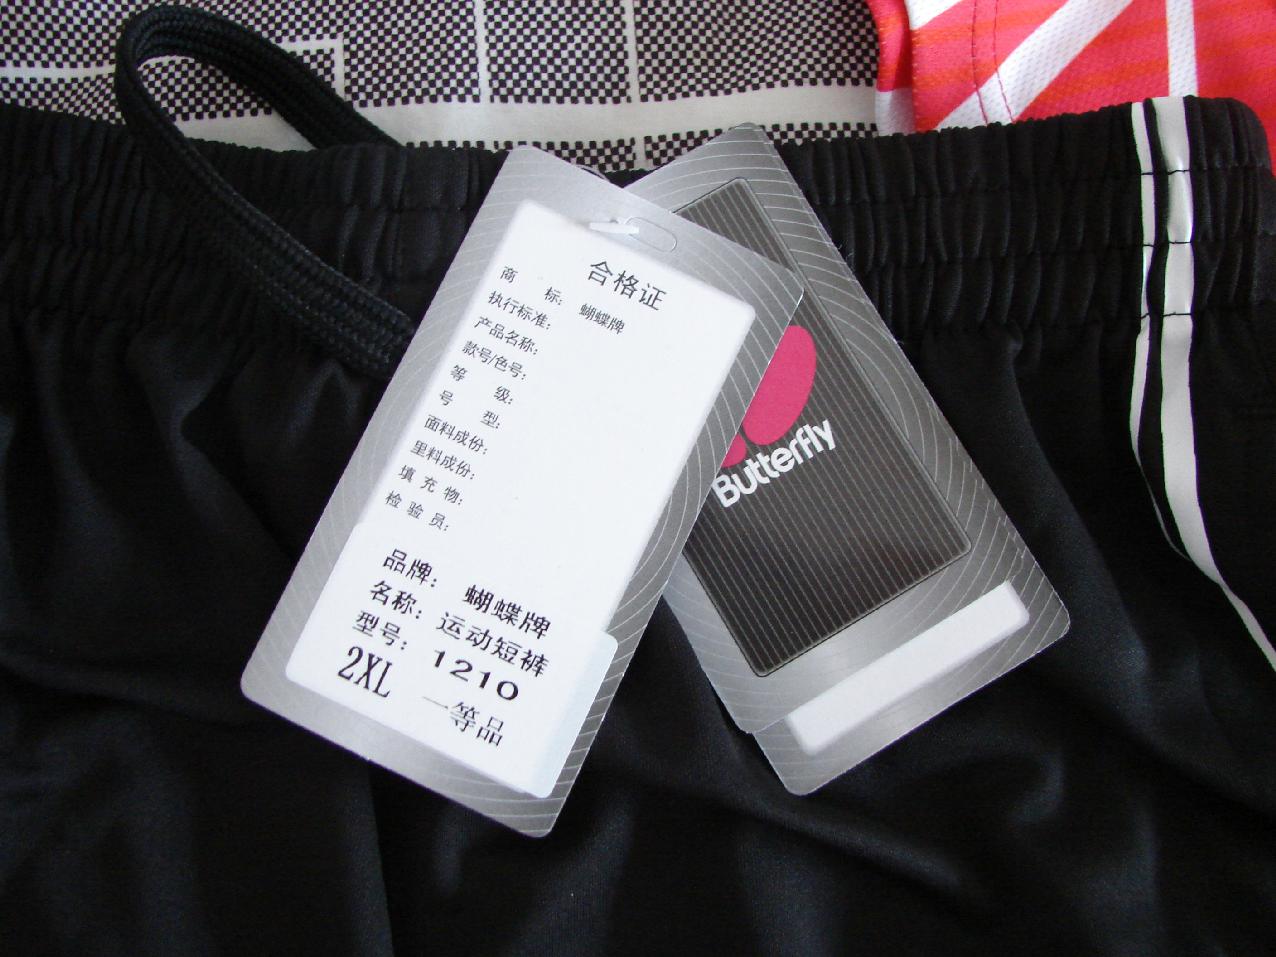 合格证
商 标: 蝴蝶牌
执行标准:
产品名称:
款号/色号:
等 级:
号 型:
面料成份:
里料成份:
填 充 物:
检 验 员:
品牌: 蝴蝶牌
名称: 运动短裤
型号: 1210
2XL 一等品
Butterfly